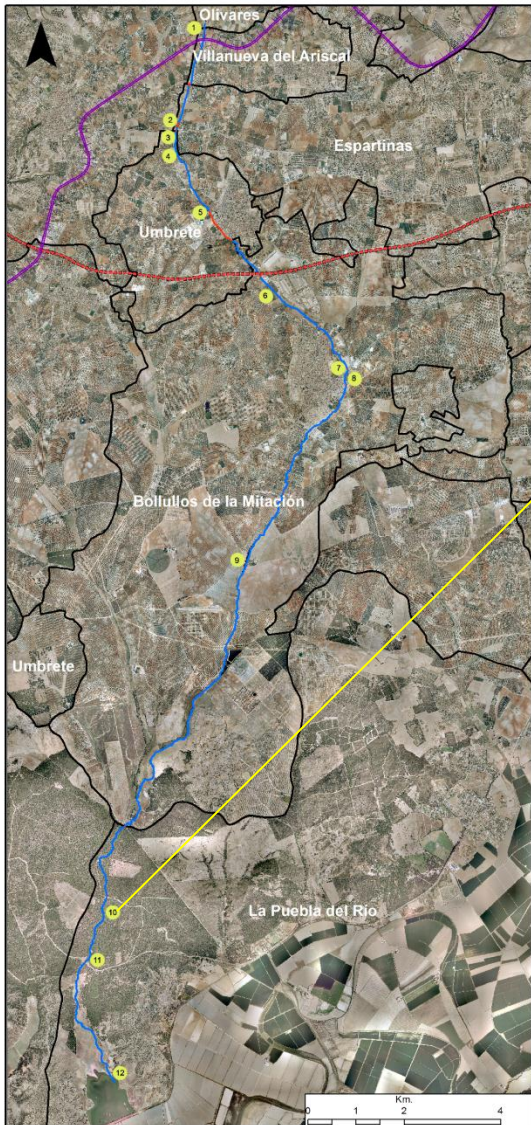 Olivares
1
Villanueva del Ariscal
2
3
Espartinas
4
5
Umbrete
6
7
8
Bollullos de la Mitación
9
Umbrete
10
La Puebla del Río
11
12
Km.
0 1 2 4